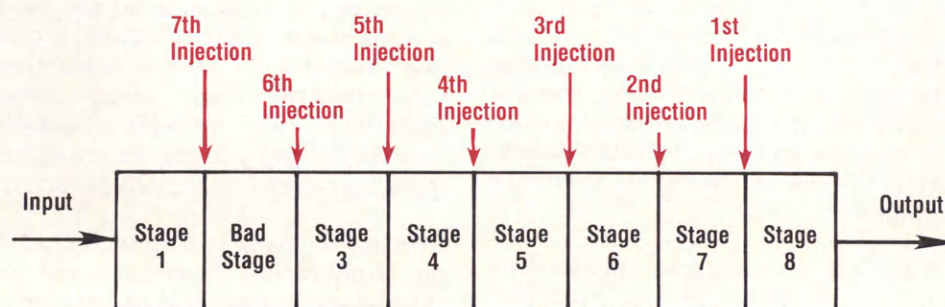 7th
Injection
5th
Injection
3rd
Injection
1st
Injection
6th
Injection
4th
Injection
2nd
Injection
Input
Output
Stage
1
Bad
Stage
Stage
3
Stage
4
Stage
5
Stage
6
Stage
7
Stage
8